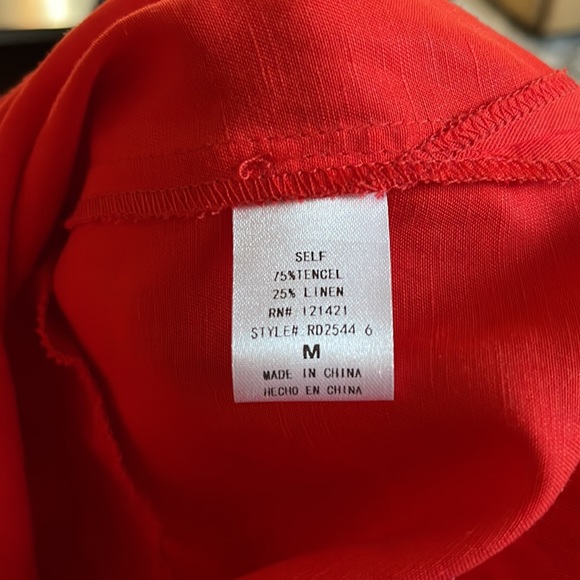 SELF
75%TENCEL
25% LINEN
RN# 121421
STYLE# RD2544 6
M
MADE IN CHINA
HECHO EN CHINA